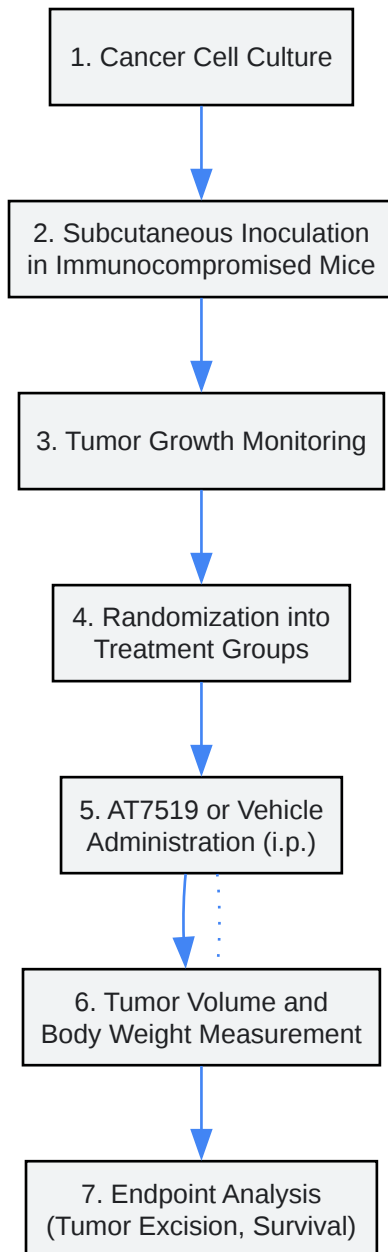 1. Cancer Cell Culture
2. Subcutaneous Inoculation
in Immunocompromised Mice
3. Tumor Growth Monitoring
4. Randomization into
Treatment Groups
5. AT7519 or Vehicle
Administration (i.p.)
6. Tumor Volume and
Body Weight Measurement
7. Endpoint Analysis
(Tumor Excision, Survival)